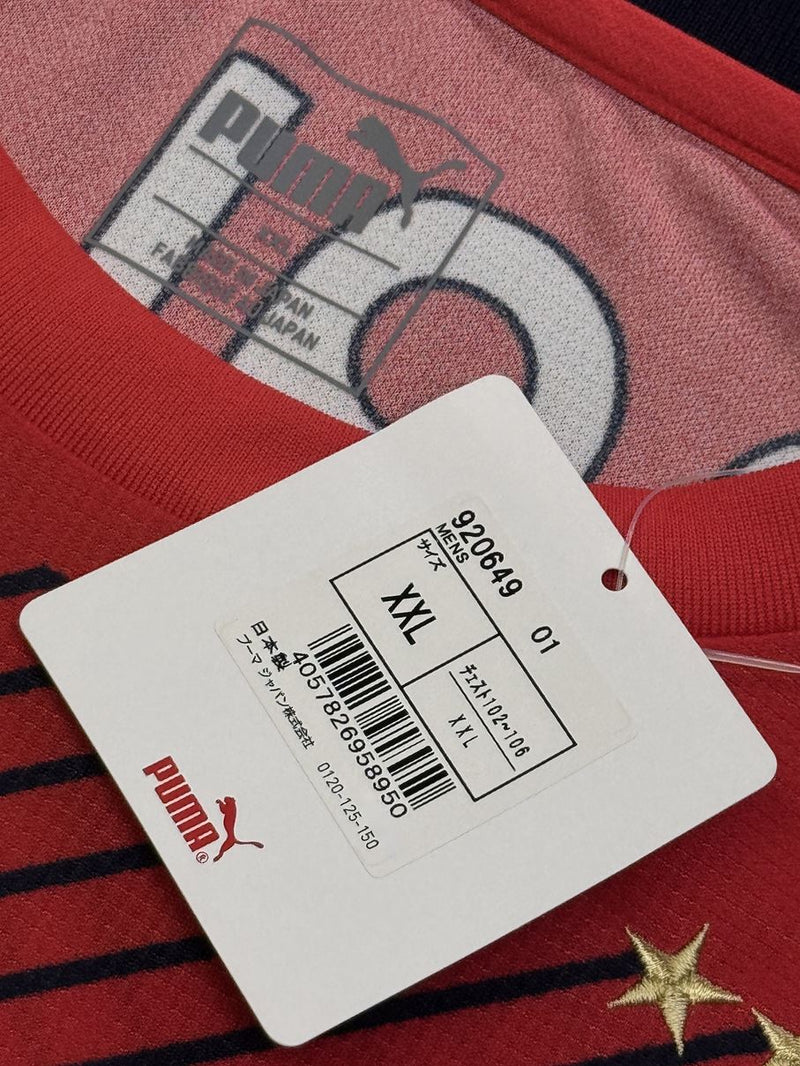 PUMA
XXL
MADE IN JAPAN
FABRIQUÉ AU JAPAN
920649 01
MENS
サイズ
XXL
チェスト102~106
XXL
4057826958950
日本製
プーマ ジャパン株式会社
0120-125-150
PUMA®